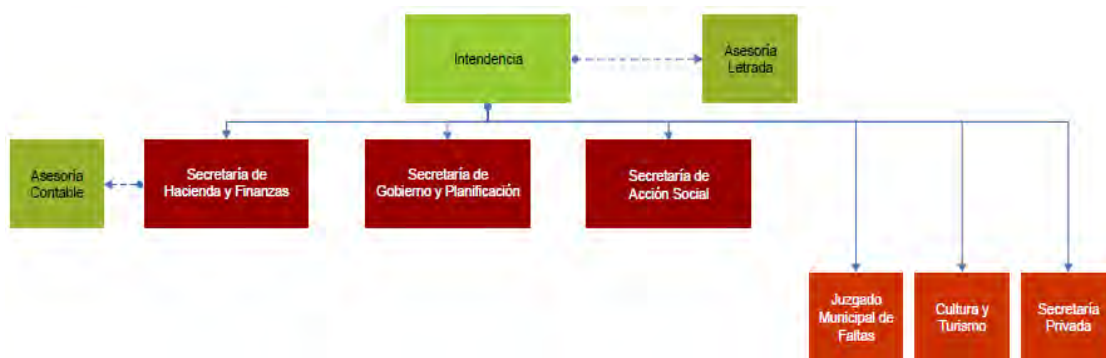 Intendencia
Asesoría
Letrada
Asesoría
Contable
Secretaría de
Hacienda y Finanzas
Secretaría de
Gobierno y Planificación
Secretaría de
Acción Social
Juzgado
Municipal de
Faltas
Cultura y
Turismo
Secretaría
Privada